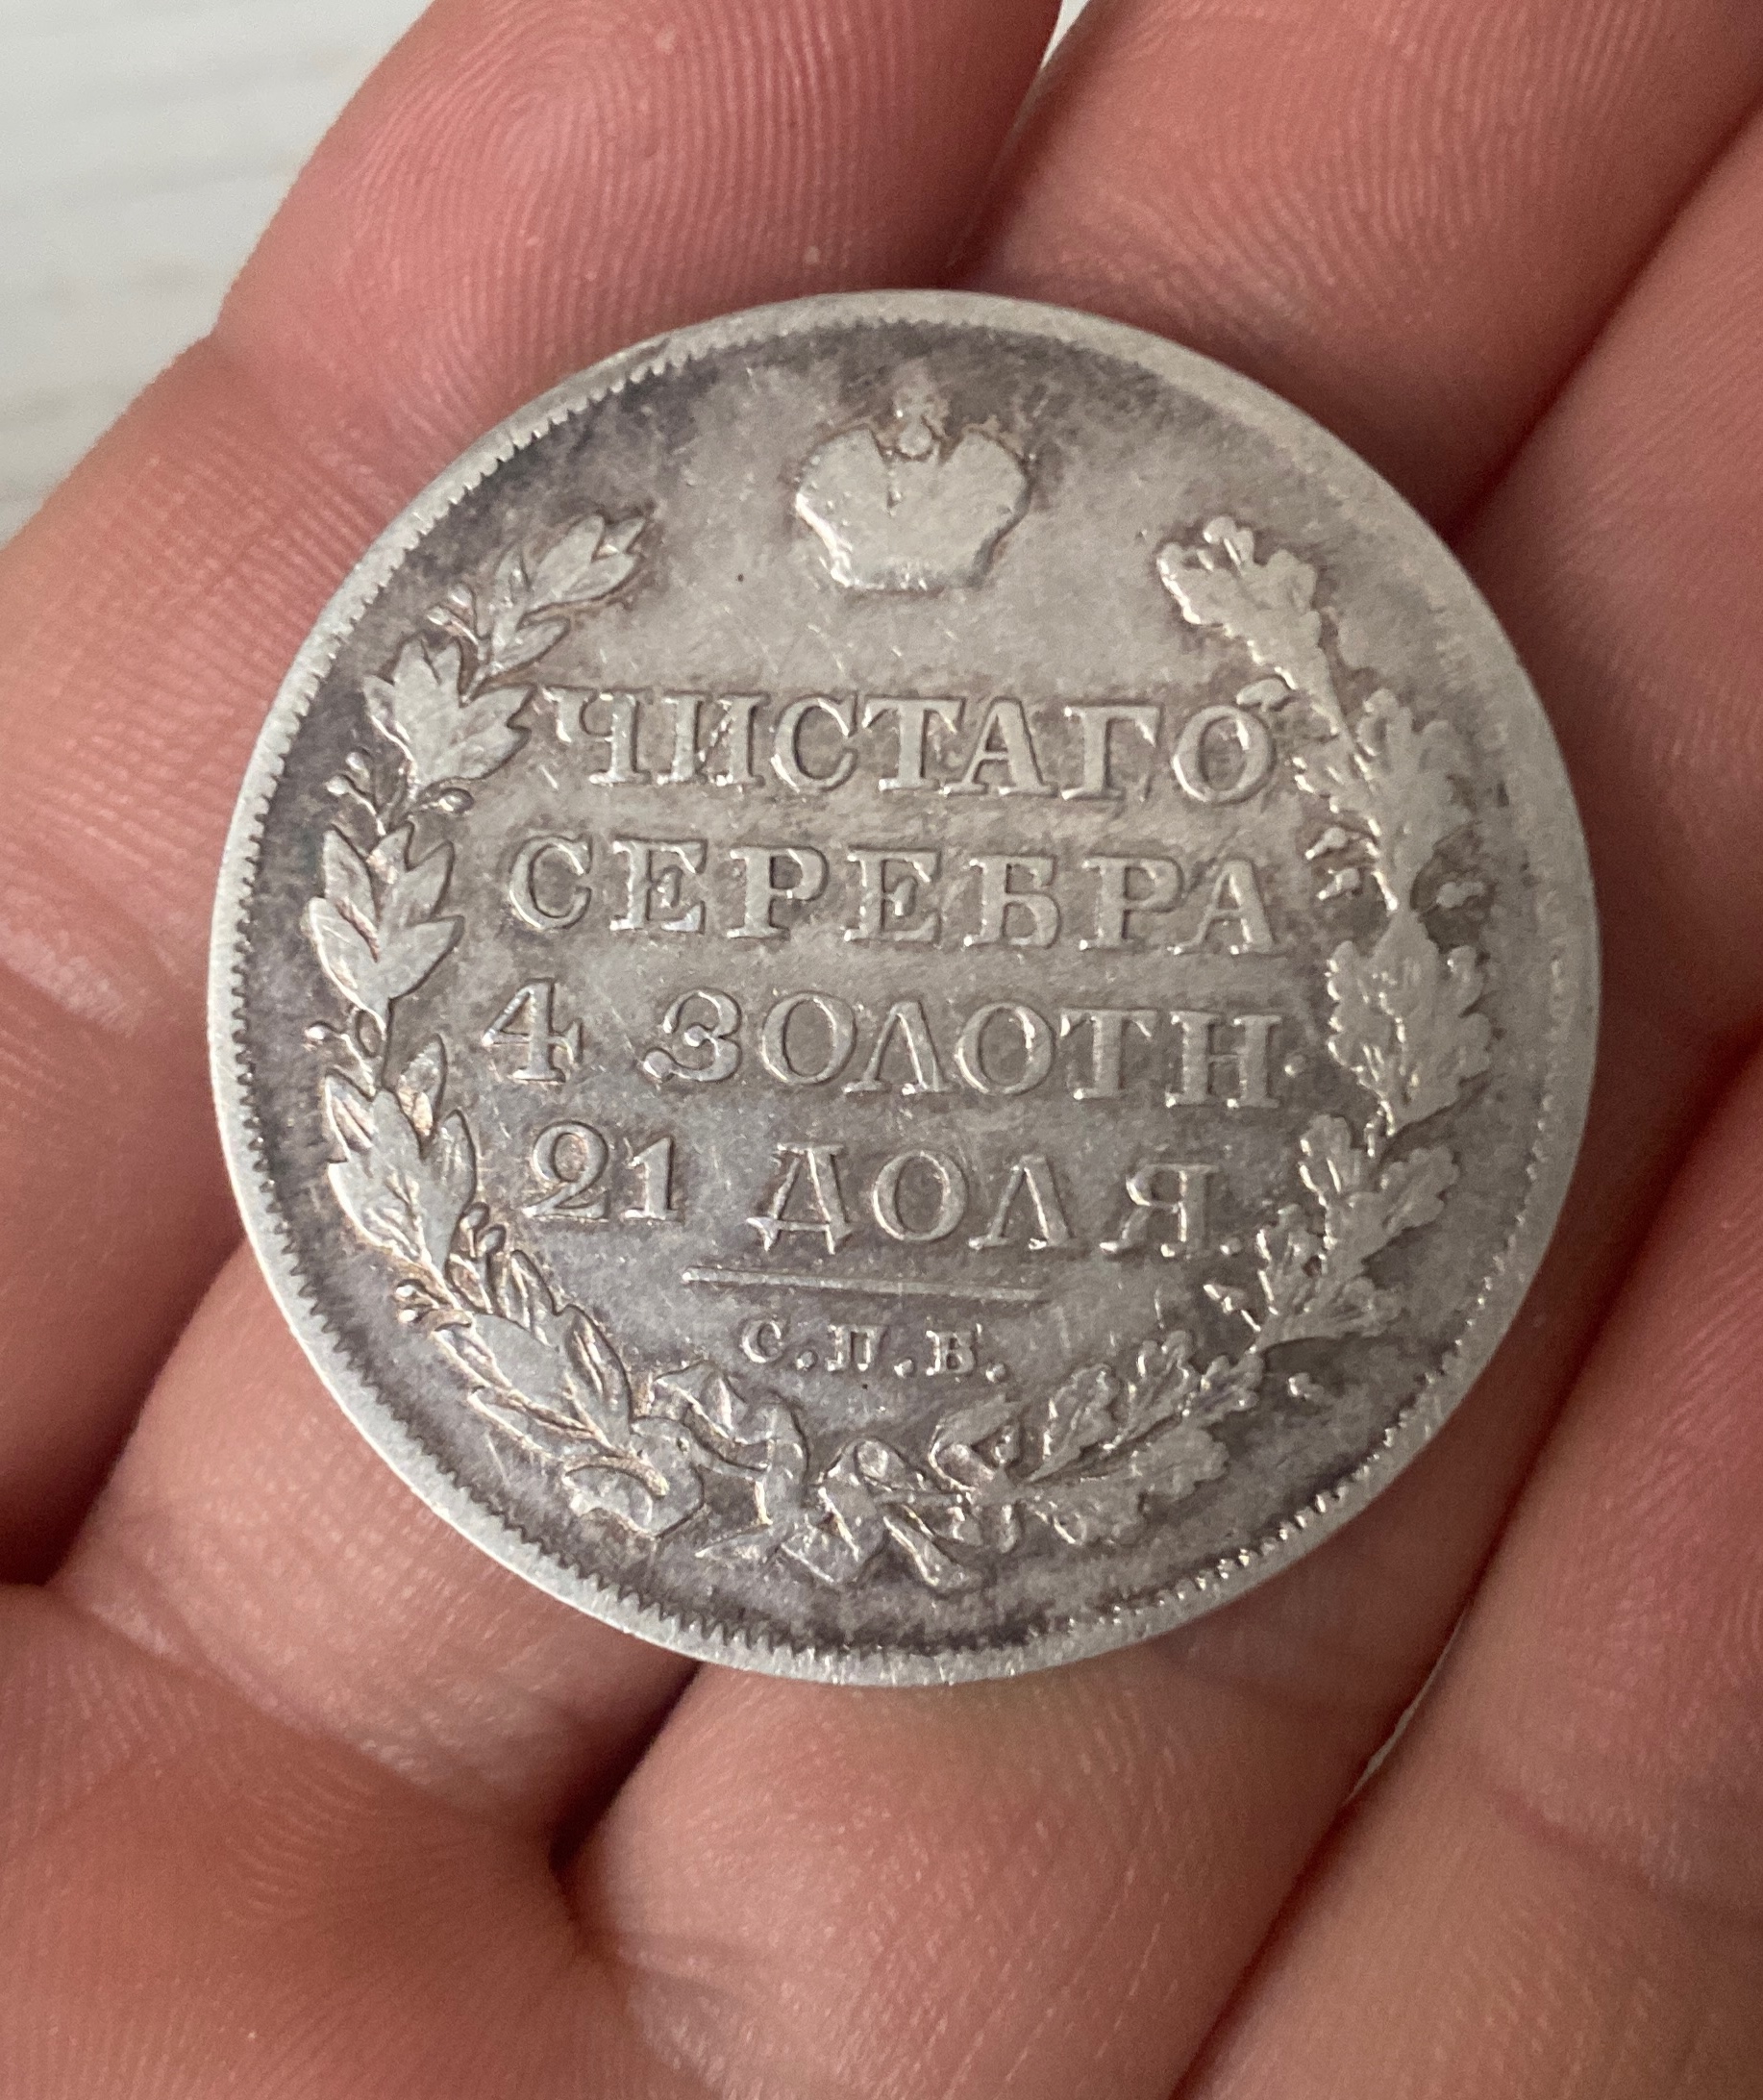 ЧИСТАГО
СЕРЕБРА
4 ЗОЛОТН.
21 ДОЛЯ.
С.П.Б.